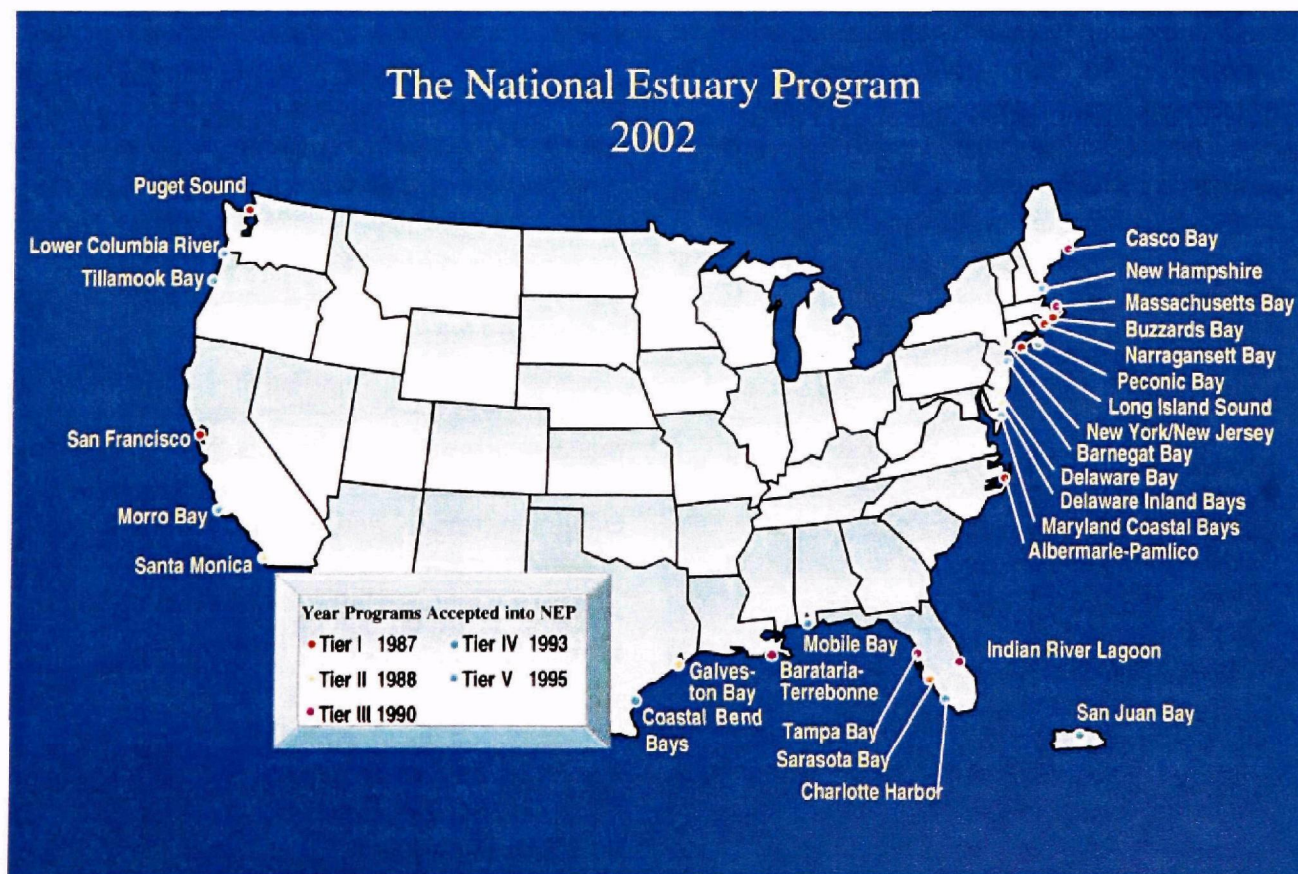 The National Estuary Program
2002
Puget Sound
Lower Columbia River
Tillamook Bay
San Francisco
Morro Bay
Santa Monica
Casco Bay
New Hampshire
Massachusetts Bay
Buzzards Bay
Narragansett Bay
Peconic Bay
Long Island Sound
New York/New Jersey
Barnegat Bay
Delaware Bay
Delaware Inland Bays
Maryland Coastal Bays
Albermarle-Pamlico
Year Programs Accepted into NEP
Tier I 1987
Tier IV 1993
Tier II 1988
Tier V 1995
Tier III 1990
Galves-
ton Bay
Coastal Bend
Bays
Barataria-
Terrebonne
Mobile Bay
Tampa Bay
Sarasota Bay
Charlotte Harbor
Indian River Lagoon
San Juan Bay